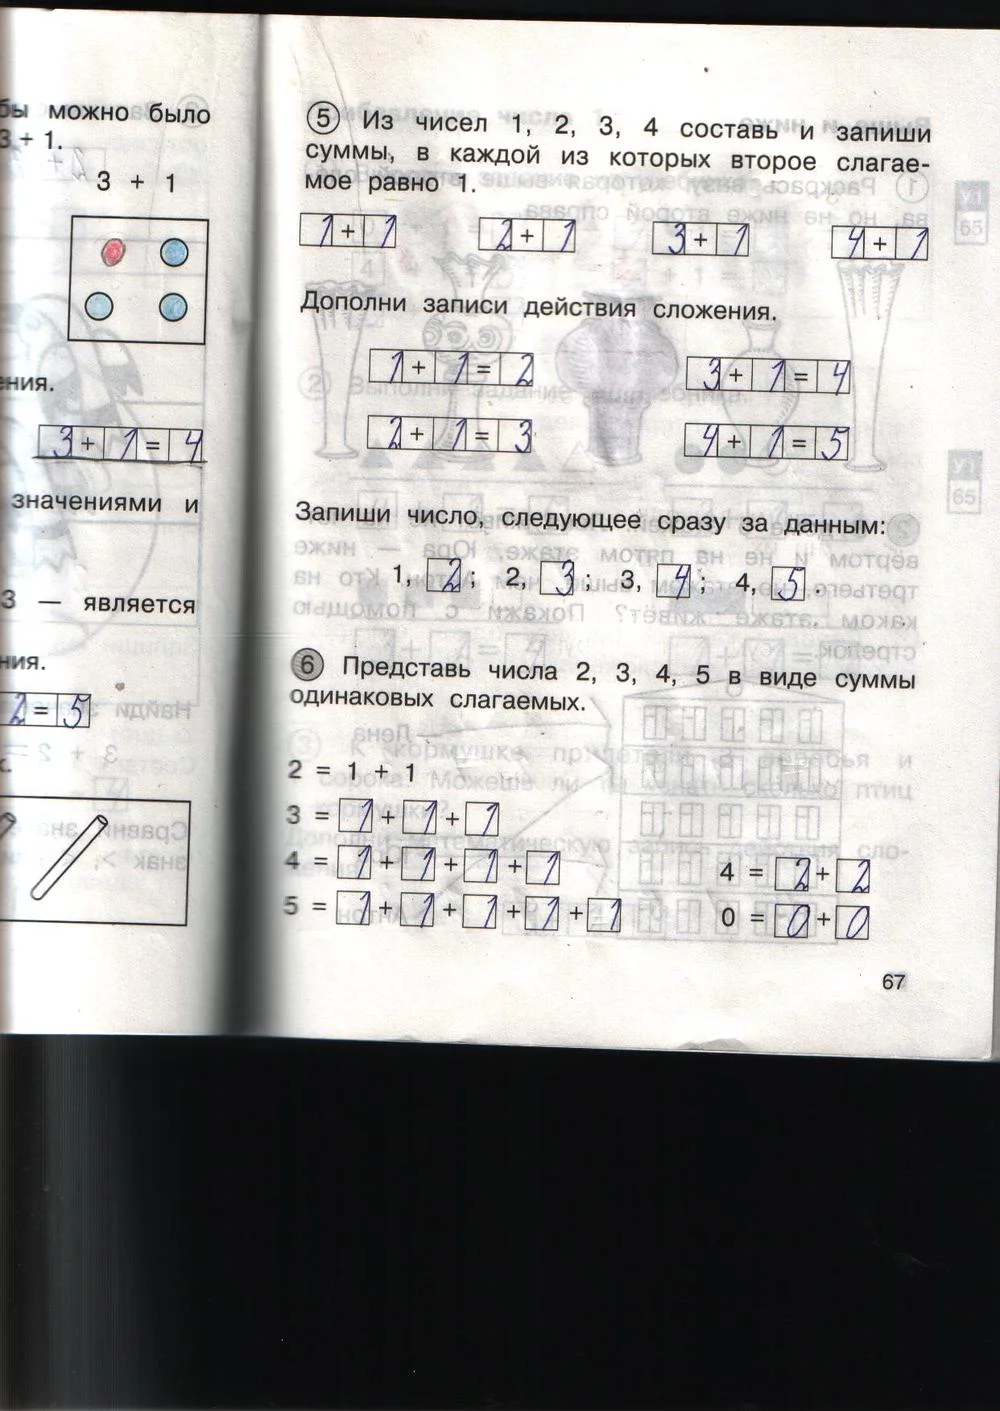 бы можно было
3 + 1.
3 + 1
ния.
3 + 1 = 4
значениями и
3 — является
ния.
2 = 5
5 Из чисел 1, 2, 3, 4 составь и запиши
суммы, в каждой из которых второе слагае-
мое равно 1.
1 + 1 2 + 1 3 + 1 4 + 1
Дополни записи действия сложения.
1 + 1 = 2 3 + 1 = 4
2 + 1 = 3 4 + 1 = 5
Запиши число, следующее сразу за данным:
1, 2; 2, 3; 3, 4; 4, 5.
6 Представь числа 2, 3, 4, 5 в виде суммы
одинаковых слагаемых.
2 = 1 + 1
3 = 1 + 1 + 1
4 = 1 + 1 + 1 + 1 4 = 2 + 2
5 = 1 + 1 + 1 + 1 + 1 0 = 0 + 0
67